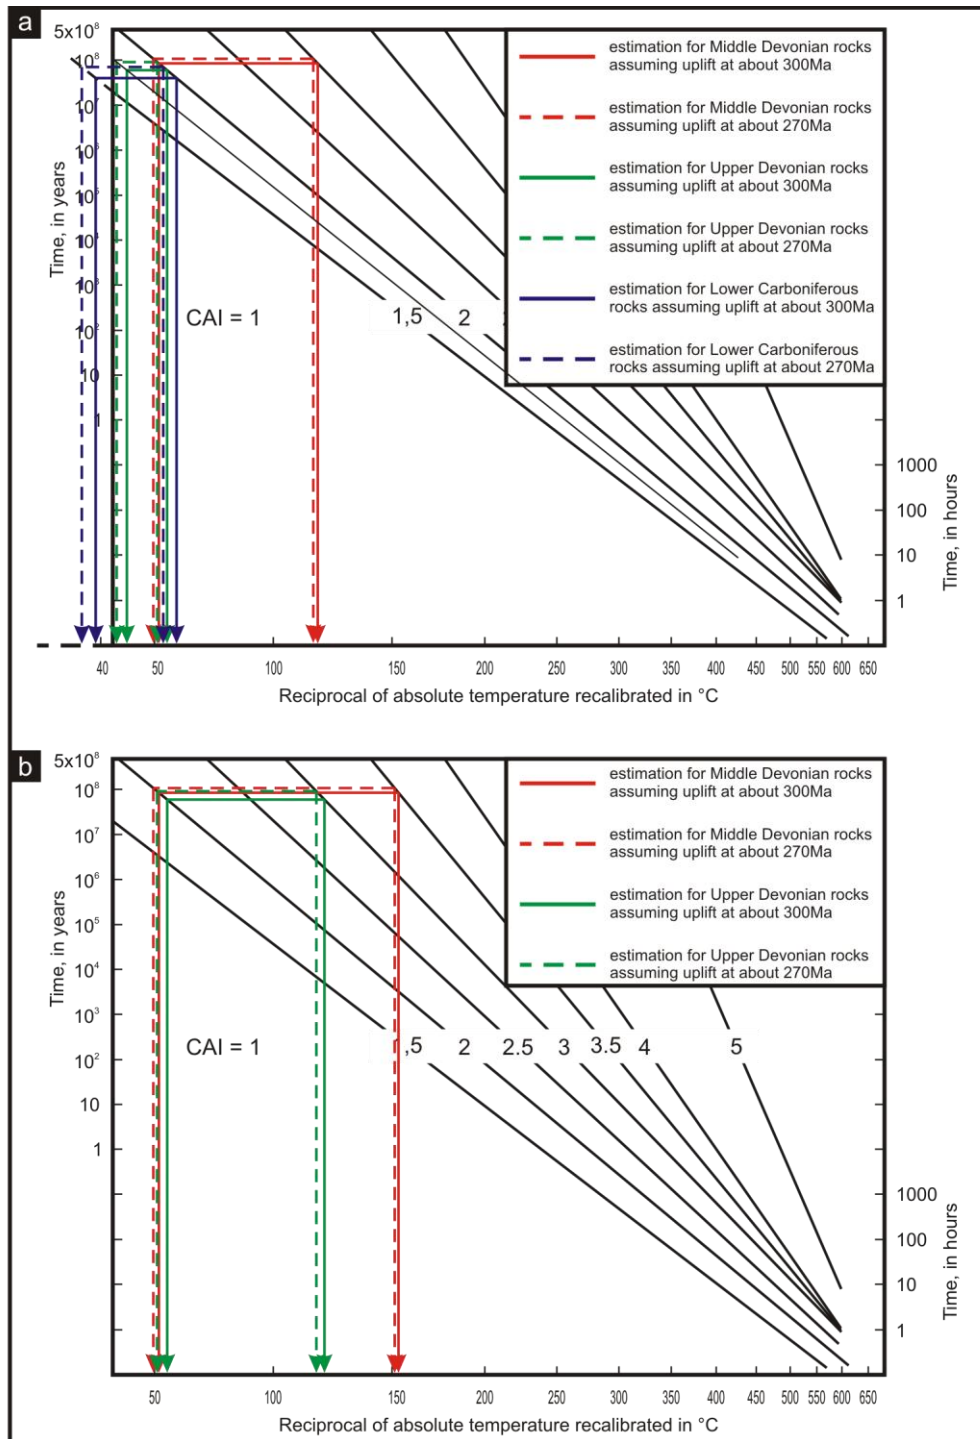 a
5x10⁸
10⁸
10⁷
10²
10
1
Time, in years
estimation for Middle Devonian rocks
assuming uplift at about 300Ma
estimation for Middle Devonian rocks
assuming uplift at about 270Ma
estimation for Upper Devonian rocks
assuming uplift at about 300Ma
estimation for Upper Devonian rocks
assuming uplift at about 270Ma
estimation for Lower Carboniferous
rocks assuming uplift at about 300Ma
estimation for Lower Carboniferous
rocks assuming uplift at about 270Ma
CAI = 1
1,5 2
1000
100
10
1
Time, in hours
40 50 100 150 200 250 300 350 400 450 500 550 600 650
Reciprocal of absolute temperature recalibrated in °C
b
5x10⁸
10⁸
10⁷
10⁶
10⁵
10⁴
10³
10²
10
1
Time, in years
estimation for Middle Devonian rocks
assuming uplift at about 300Ma
estimation for Middle Devonian rocks
assuming uplift at about 270Ma
estimation for Upper Devonian rocks
assuming uplift at about 300Ma
estimation for Upper Devonian rocks
assuming uplift at about 270Ma
CAI = 1
,5 2 2.5 3 3.5 4 5
1000
100
10
1
Time, in hours
50 100 150 200 250 300 350 400 450 500 550 600 650
Reciprocal of absolute temperature recalibrated in °C